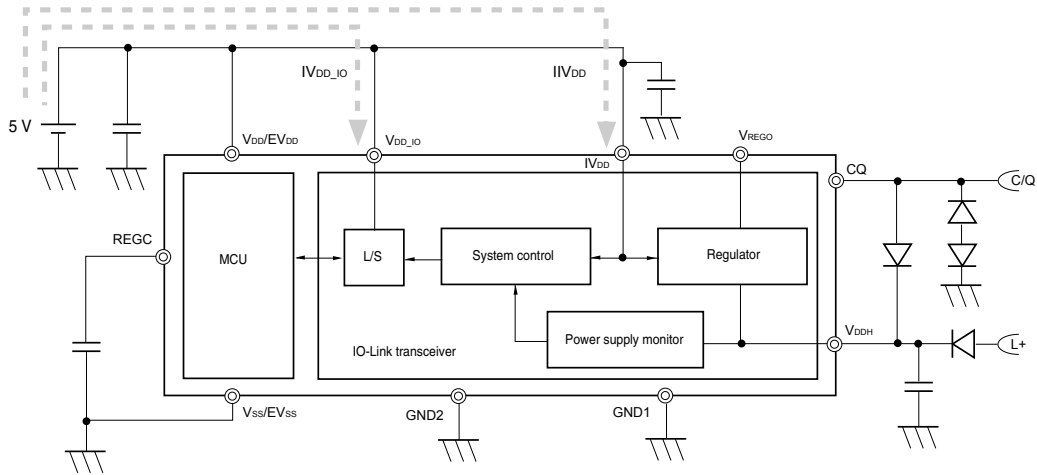 IVDD_IO
IIVDD
5 V
VDD/EVDD
VDD_IO
IVDD
VREGO
CQ
C/Q
REGC
MCU
L/S
System control
Regulator
Power supply monitor
IO-Link transceiver
VDDH
L+
VSS/EVSS
GND2
GND1